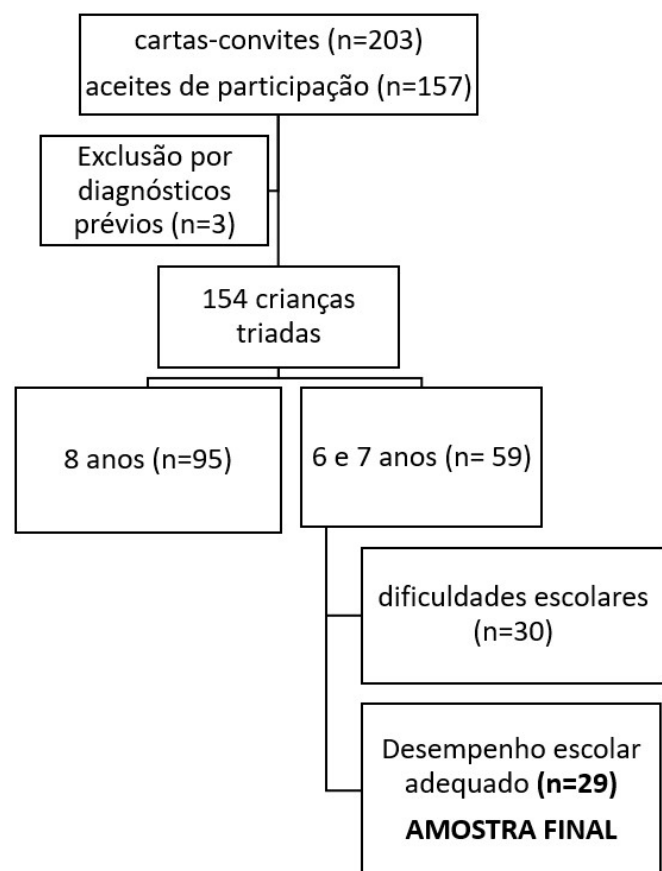 cartas-convites (n=203)
aceites de participação (n=157)
Exclusão por
diagnósticos
prévios (n=3)
154 crianças
triadas
8 anos (n=95)
6 e 7 anos (n= 59)
dificuldades escolares
(n=30)
Desempenho escolar
adequado (n=29)
AMOSTRA FINAL